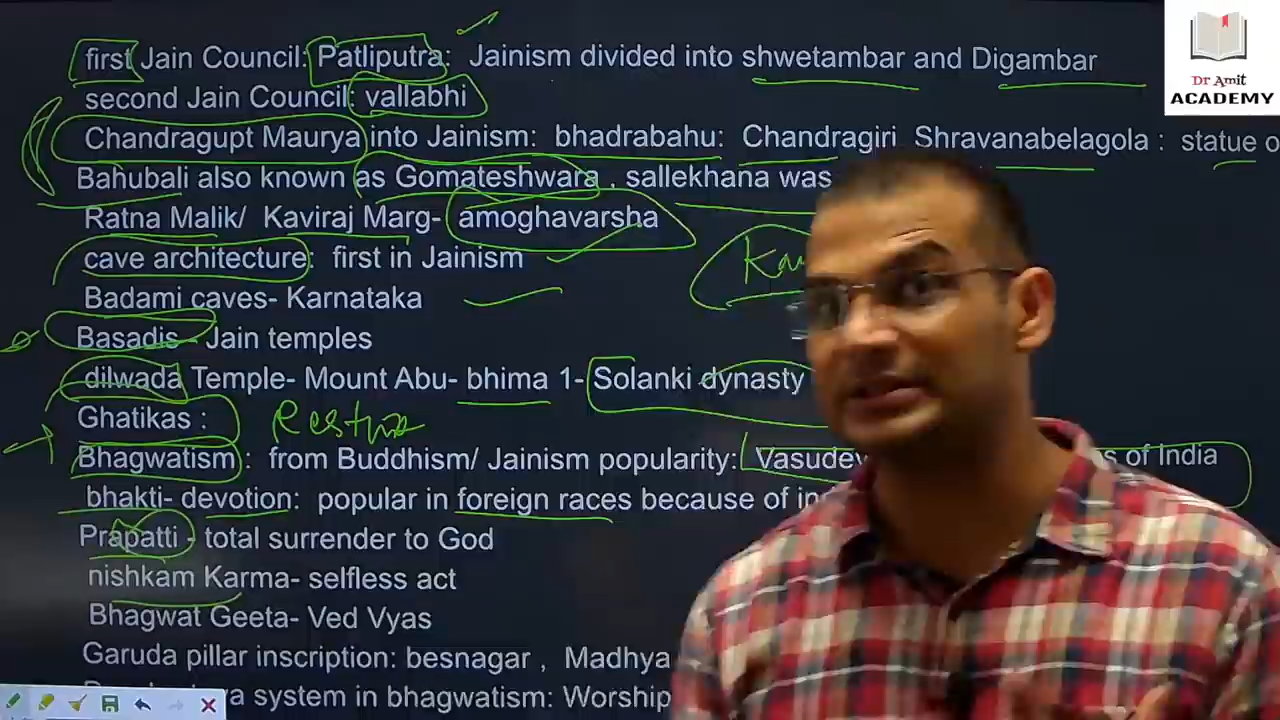 first Jain Council: Patliputra: Jainism divided into shwetambar and Digambar
second Jain Council: vallabhi
Chandragupt Maurya into Jainism: bhadrabahu: Chandragiri Shravanabelagola : statue o
Bahubali also known as Gomateshwara , sallekhana was
Ratna Malik/ Kaviraj Marg- amoghavarsha
cave architecture: first in Jainism
Badami caves- Karnataka
Basadis - Jain temples
dilwada Temple- Mount Abu- bhima 1- Solanki dynasty
Ghatikas :
Bhagwatism : from Buddhism/ Jainism popularity: Vasudev s of India
bhakti- devotion: popular in foreign races because of in
Prapatti - total surrender to God
nishkam Karma- selfless act
Bhagwat Geeta- Ved Vyas
Garuda pillar inscription: besnagar , Madhya
system in bhagwatism: Worship
Dr Amit
ACADEMY